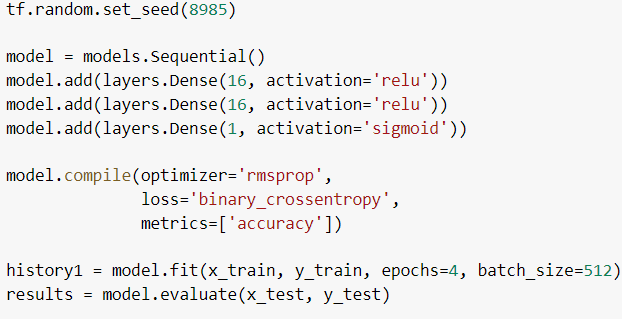 tf.random.set_seed(8985)
model = models.Sequential()
model.add(layers.Dense(16, activation='relu'))
model.add(layers.Dense(16, activation='relu'))
model.add(layers.Dense(1, activation='sigmoid'))
model.compile(optimizer='rmsprop',
              loss='binary_crossentropy',
              metrics=['accuracy'])
history1 = model.fit(x_train, y_train, epochs=4, batch_size=512)
results = model.evaluate(x_test, y_test)